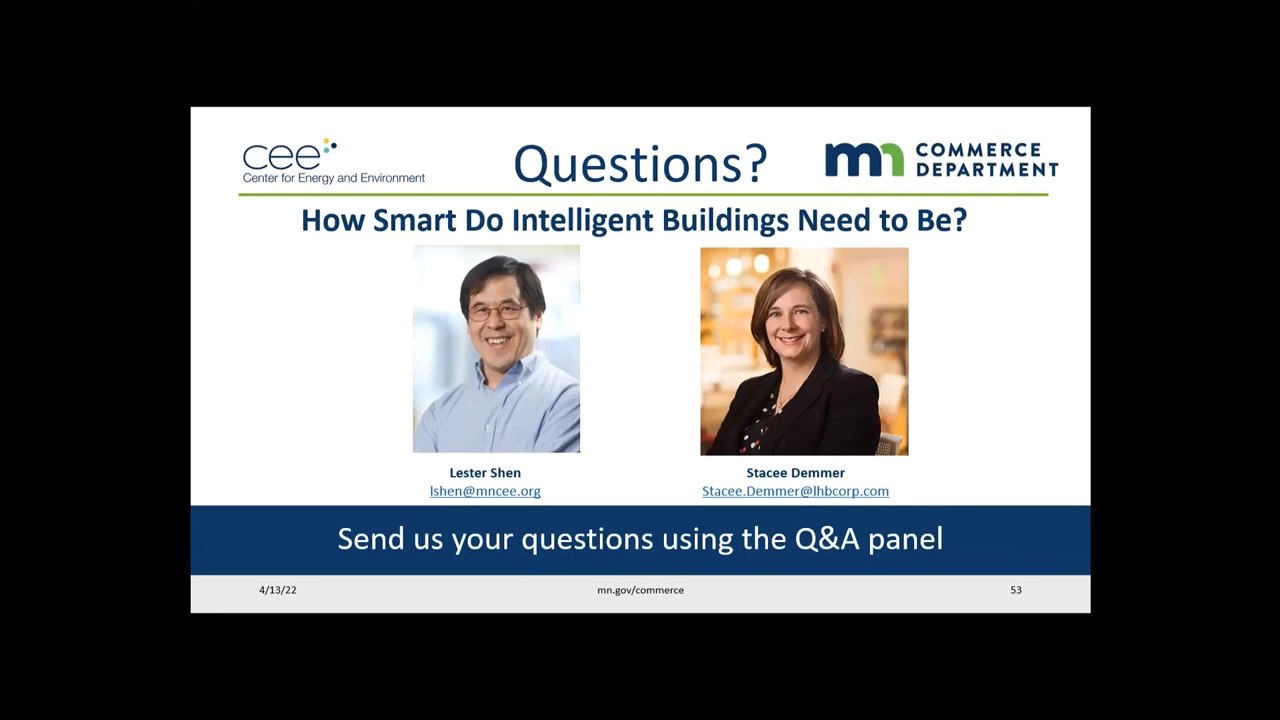 cee
Center for Energy and Environment
Questions?
mn COMMERCE
DEPARTMENT
How Smart Do Intelligent Buildings Need to Be?
Lester Shen
lshen@mncee.org
Stacee Demmer
Stacee.Demmer@lhbcorp.com
Send us your questions using the Q&A panel
4/13/22
mn.gov/commerce
53